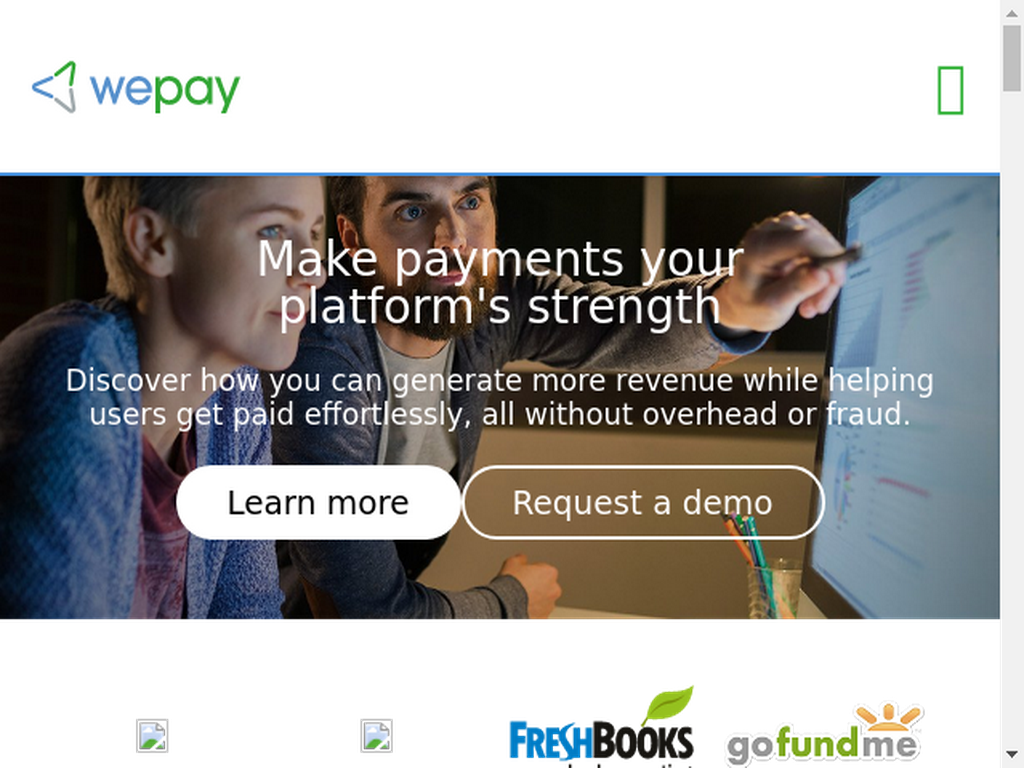 wepay
Make payments your
platform's strength
Discover how you can generate more revenue while helping
users get paid effortlessly, all without overhead or fraud.
Learn more
Request a demo
FRESHBOOKS
gofundme